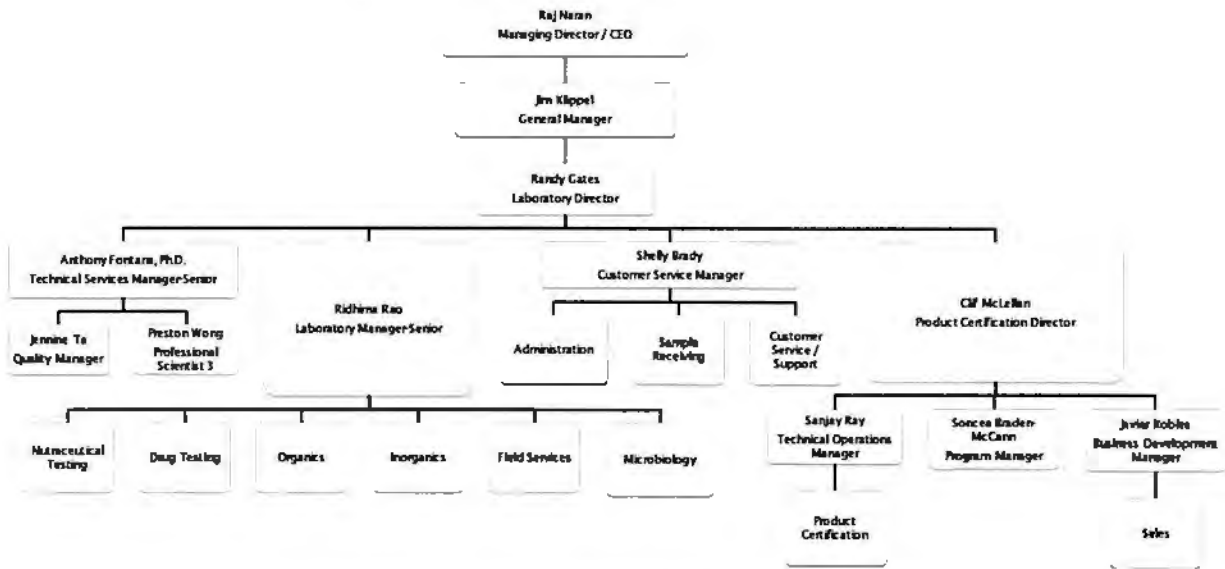 Raj Naran
Managing Director / CEO
Jim Klippel
General Manager
Randy Gates
Laboratory Director
Anthony Fontana, Ph.D.
Technical Services Manager-Senior
Jennine Ta
Quality Manager
Preston Wong
Professional
Scientist 3
Ridhima Rao
Laboratory Manager-Senior
Nutraceutical
Testing
Drug Testing
Organics
Inorganics
Field Services
Microbiology
Shelly Brady
Customer Service Manager
Administration
Sample
Receiving
Customer
Service /
Support
Clif McLellan
Product Certification Director
Sanjay Ray
Technical Operations
Manager
Braden-
McCann
Program Manager
Javier Robles
Business Development
Manager
Product
Certification
Sales